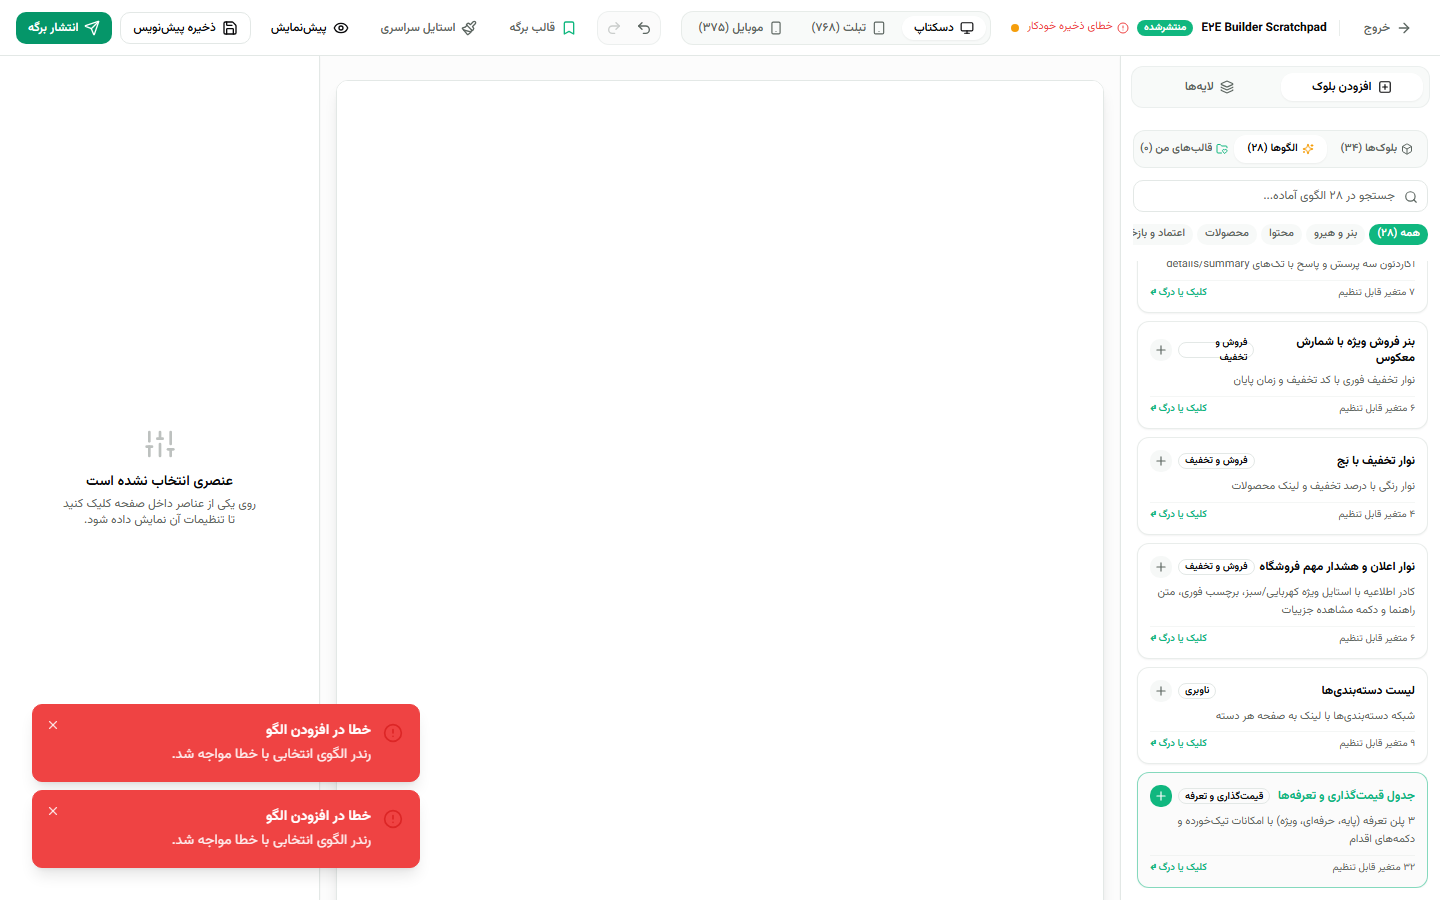 خروج
E2E Builder Scratchpad
منتشرشده
خطای ذخیره خودکار
دسکتاپ
تبلت (۷۶۸)
موبایل (۳۷۵)
قالب برگه
استایل سراسری
پیش‌نمایش
ذخیره پیش‌نویس
انتشار برگه
افزودن بلوک
لایه‌ها
بلوک‌ها (۳۴)
الگوها (۲۸)
قالب‌های من (۰)
جستجو در ۲۸ الگوی آماده...
همه (۲۸)
بنر و هیرو
محتوا
محصولات
اعتماد و بازخ
آکاردئون سه پرسش و پاسخ با تگ‌های details/summary
۷ متغیر قابل تنظیم
کلیک یا درگ
بنر فروش ویژه با شمارش
معکوس
فروش و
تخفیف
نوار تخفیف فوری با کد تخفیف و زمان پایان
۶ متغیر قابل تنظیم
کلیک یا درگ
نوار تخفیف با بَج
فروش و تخفیف
نوار رنگی با درصد تخفیف و لینک محصولات
۴ متغیر قابل تنظیم
کلیک یا درگ
نوار اعلان و هشدار مهم فروشگاه
فروش و تخفیف
کادر اطلاعیه با استایل ویژه کهربایی/سبز، برچسب فوری، متن
راهنما و دکمه مشاهده جزییات
۶ متغیر قابل تنظیم
کلیک یا درگ
لیست دسته‌بندی‌ها
ناوبری
شبکه دسته‌بندی‌ها با لینک به صفحه هر دسته
۹ متغیر قابل تنظیم
کلیک یا درگ
جدول قیمت‌گذاری و تعرفه‌ها
قیمت‌گذاری و تعرفه
۳ پلن تعرفه (پایه، حرفه‌ای، ویژه) با امکانات تیک‌خورده و
دکمه‌های اقدام
۳۲ متغیر قابل تنظیم
کلیک یا درگ
عنصری انتخاب نشده است
روی یکی از عناصر داخل صفحه کلیک کنید
تا تنظیمات آن نمایش داده شود.
خطا در افزودن الگو
رندر الگوی انتخابی با خطا مواجه شد.
خطا در افزودن الگو
رندر الگوی انتخابی با خطا مواجه شد.